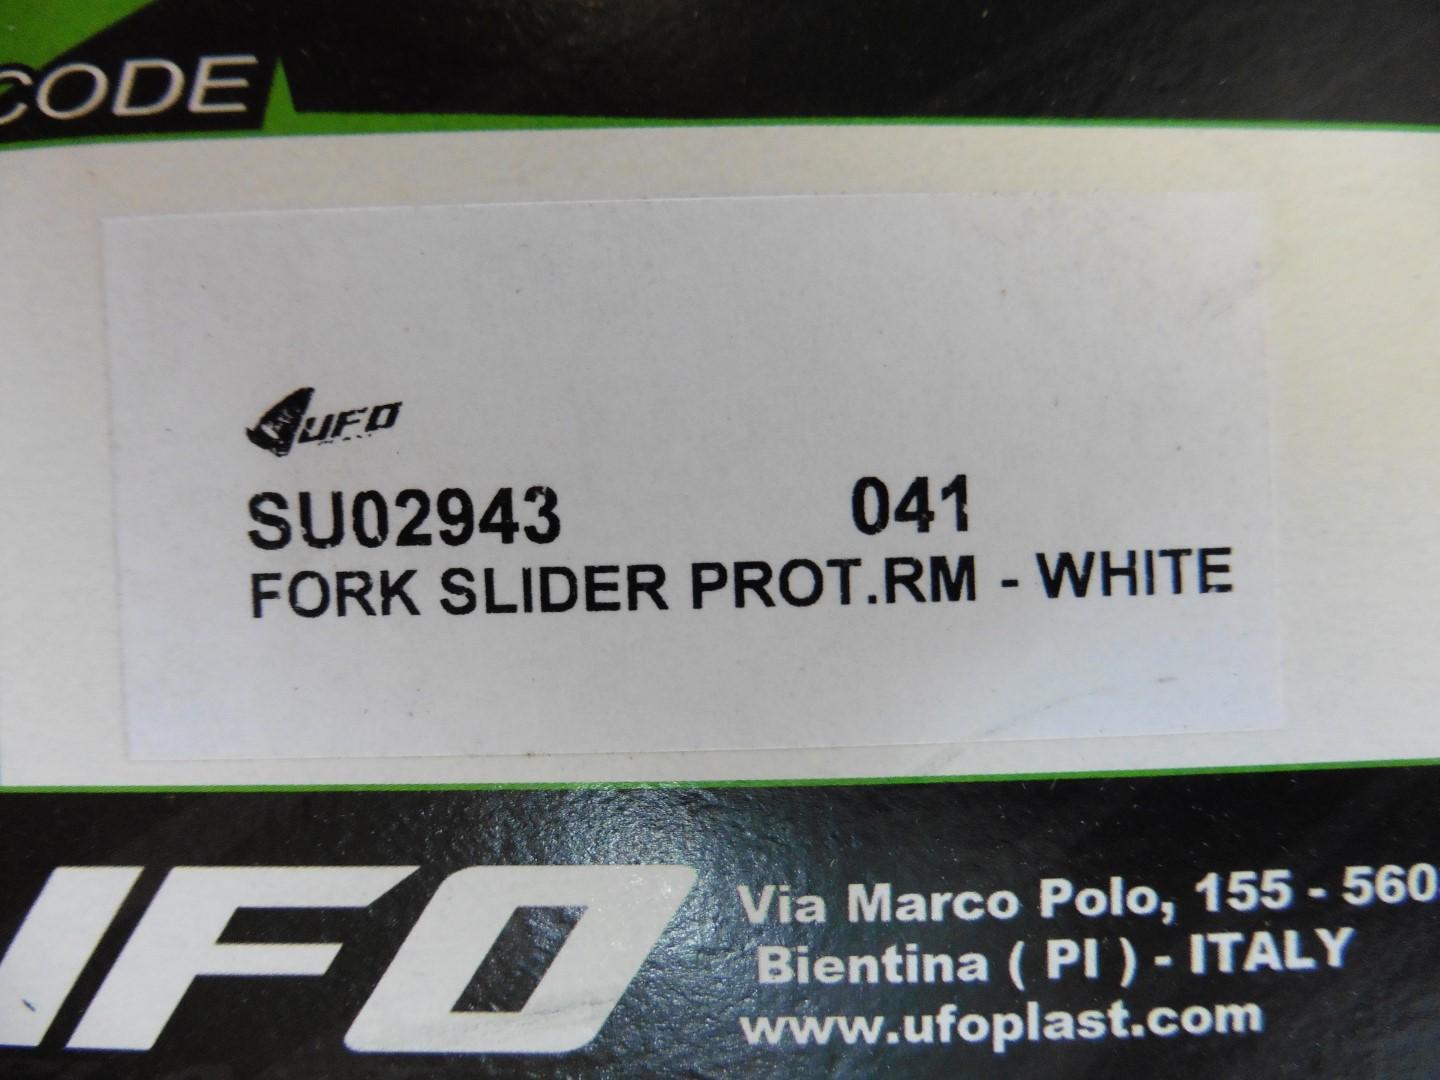 CODE
UFO
SU02943 041
FORK SLIDER PROT.RM - WHITE
UFO
Via Marco Polo, 155 - 560
Bientina ( PI ) - ITALY
www.ufoplast.com